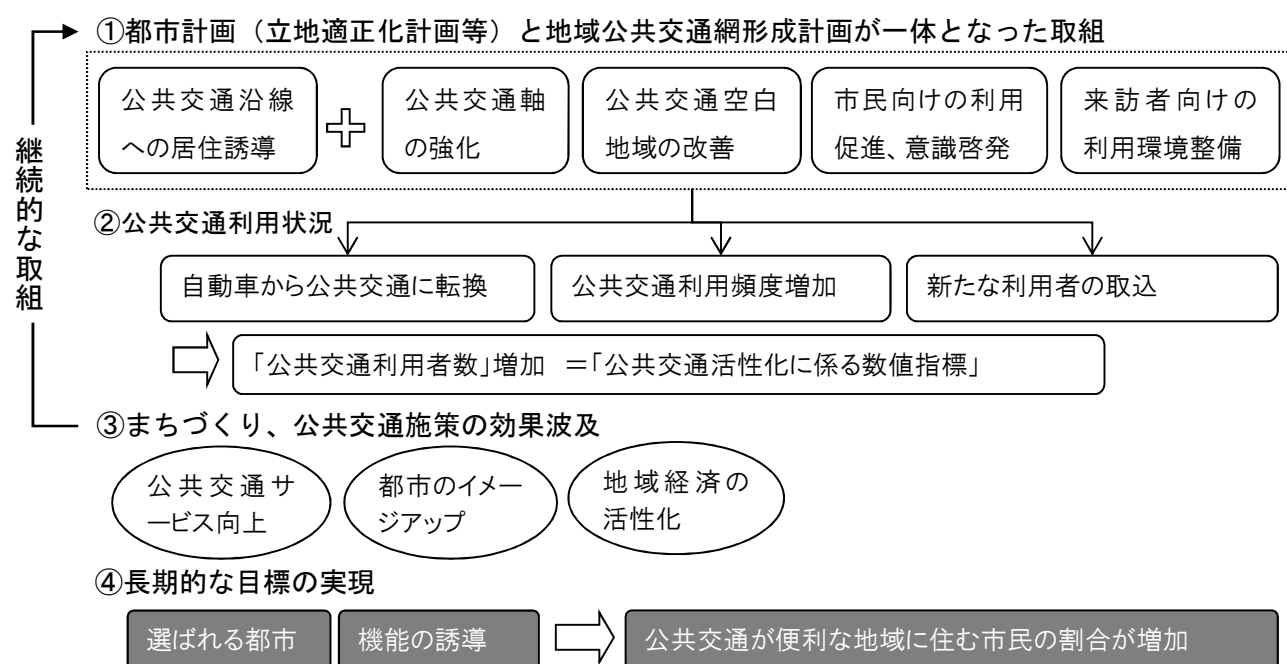 ①都市計画（立地適正化計画等）と地域公共交通網形成計画が一体となった取組
公共交通沿線
への居住誘導
公共交通軸
の強化
公共交通空白
地域の改善
市民向けの利用
促進、意識啓発
来訪者向けの
利用環境整備
継続的な取組
②公共交通利用状況
自動車から公共交通に転換
公共交通利用頻度増加
新たな利用者の取込
「公共交通利用者数」増加　＝「公共交通活性化に係る数値指標」
③まちづくり、公共交通施策の効果波及
公共交通サ
ービス向上
都市のイメー
ジアップ
地域経済の
活性化
④長期的な目標の実現
選ばれる都市
機能の誘導
公共交通が便利な地域に住む市民の割合が増加